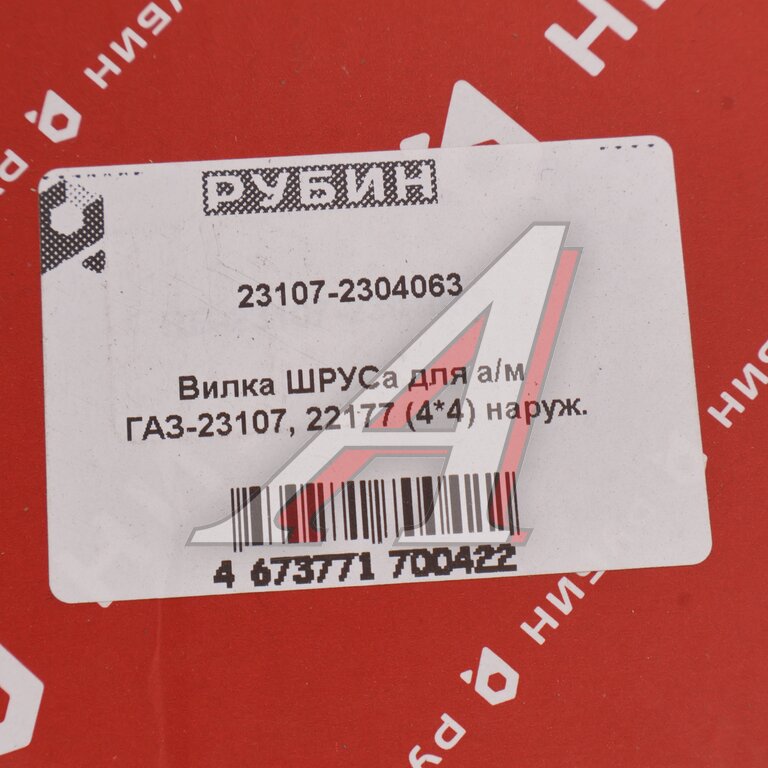 РУБИН
23107-2304063
Вилка ШРУСа для а/м
ГАЗ-23107, 22177 (4*4) наруж.
4 673771 700422